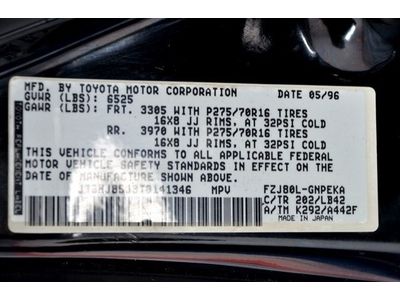 MFD. BY TOYOTA MOTOR CORPORATION DATE 05/96
GVWR (LBS): 6525
GAWR (LBS): FRT. 3305 WITH P275/70R16 TIRES
16X8 JJ RIMS, AT 32PSI COLD
RR. 3970 WITH P275/70R16 TIRES
16X8 JJ RIMS, AT 32PSI COLD
THIS VEHICLE CONFORMS TO ALL APPLICABLE FEDERAL
MOTOR VEHICLE SAFETY STANDARDS IN EFFECT ON THE
DATE OF MANUFACTURE SHOWN ABOVE.
MPV FZJ80L-GNPEKA
C/TR 202/LB42
A/TM K292/A442F
MADE IN JAPAN